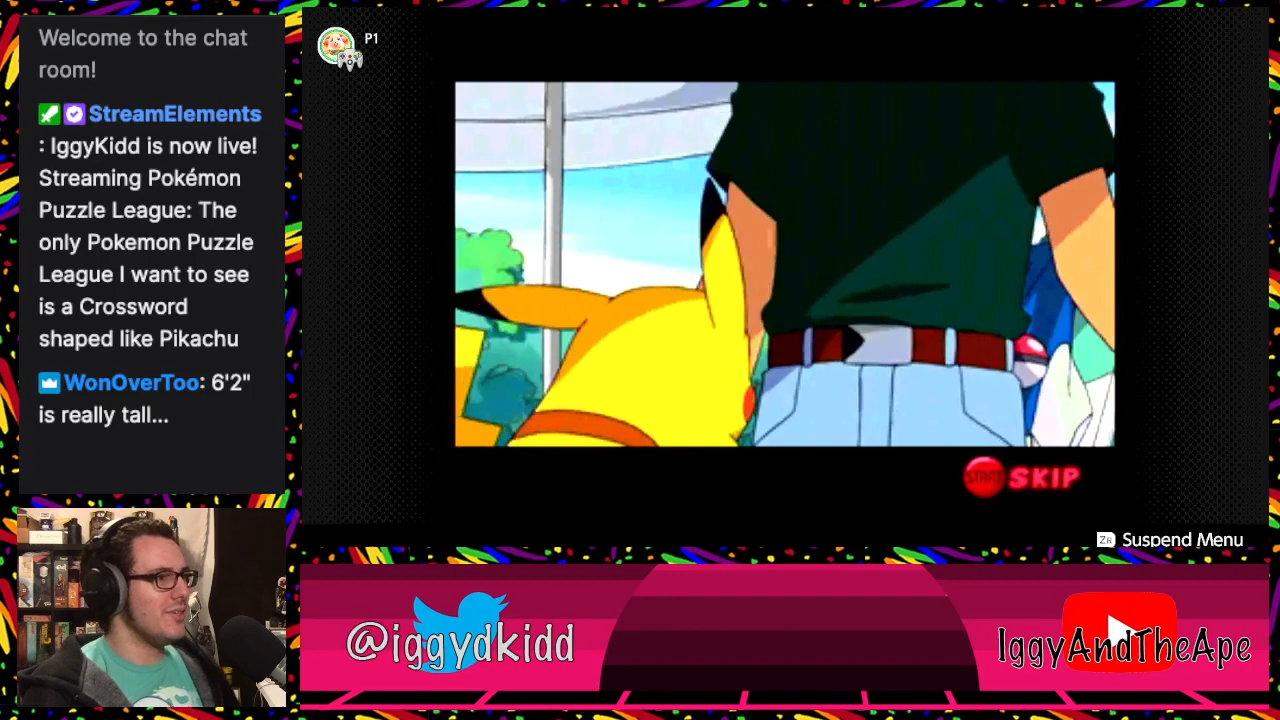 Welcome to the chat
room!
StreamElements
: IggyKidd is now live!
Streaming Pokémon
Puzzle League: The
only Pokemon Puzzle
League I want to see
is a Crossword
shaped like Pikachu
WonOverToo: 6'2"
is really tall...
P1
START SKIP
ZR Suspend Menu
@iggydkidd
IggyAndTheApe